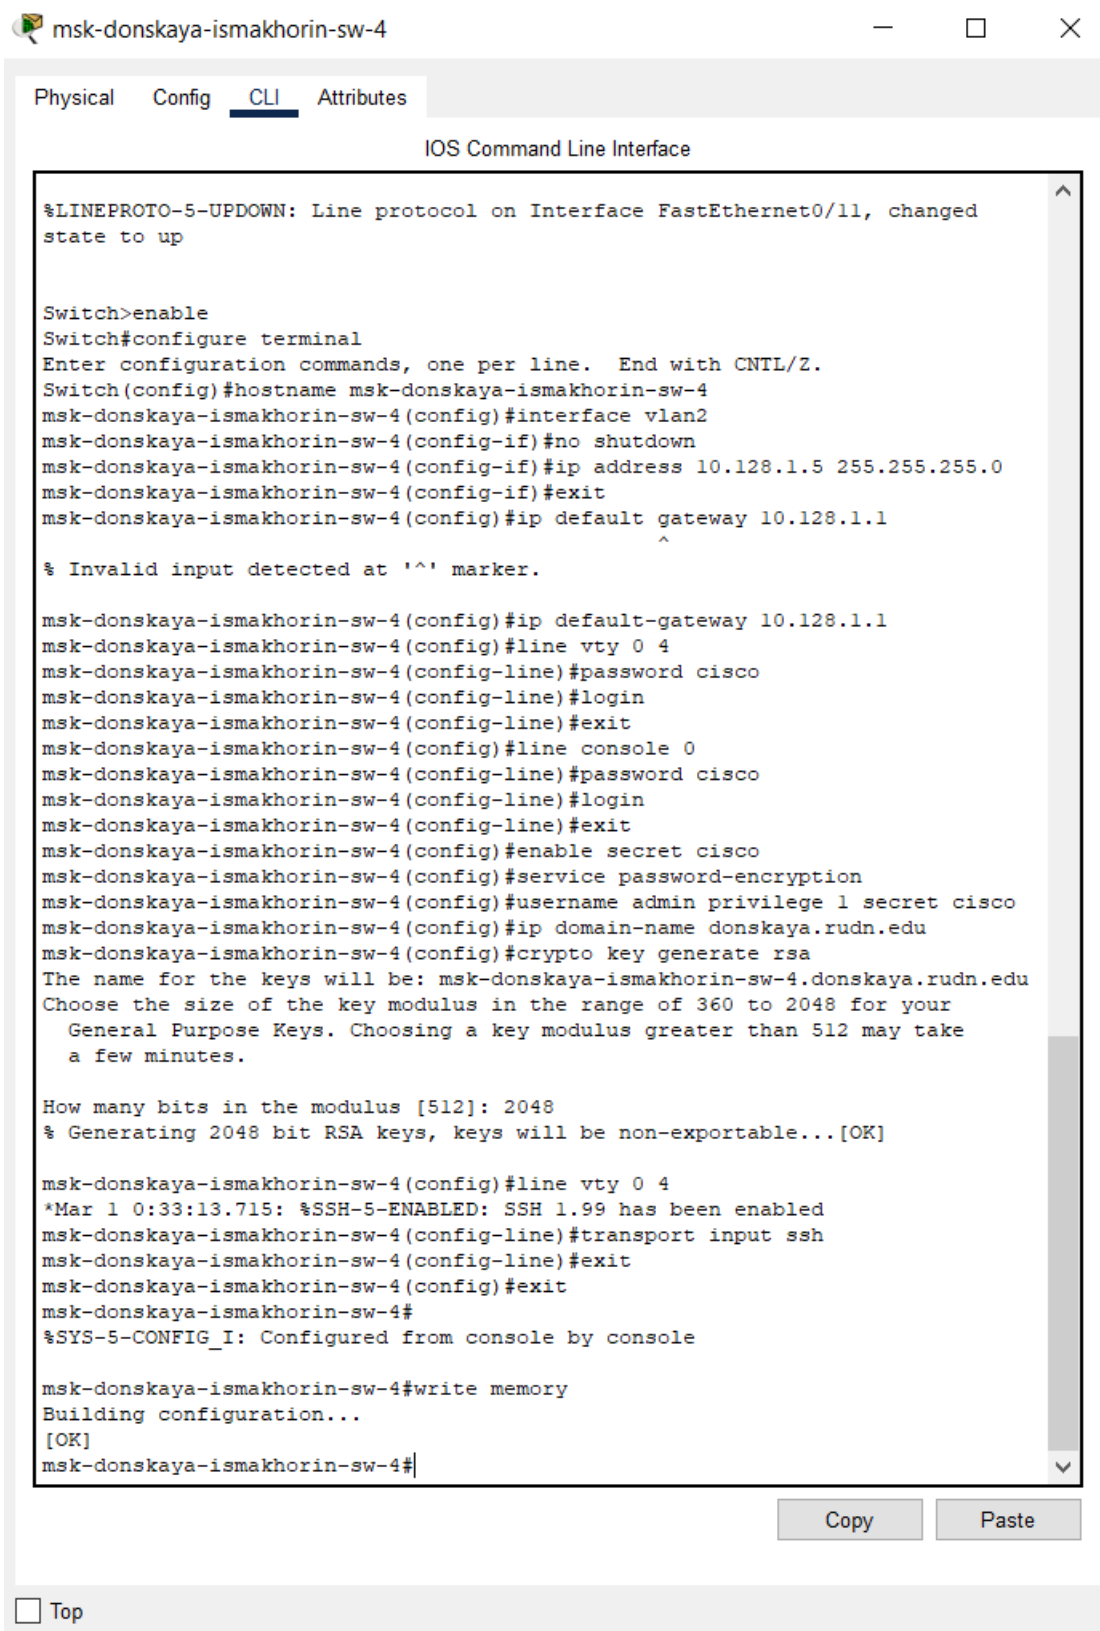 msk-donskaya-ismakhorin-sw-4
Physical Config CLI Attributes
IOS Command Line Interface
%LINEPROTO-5-UPDOWN: Line protocol on Interface FastEthernet0/11, changed
state to up
Switch>enable
Switch#configure terminal
Enter configuration commands, one per line.  End with CNTL/Z.
Switch(config)#hostname msk-donskaya-ismakhorin-sw-4
msk-donskaya-ismakhorin-sw-4(config)#interface vlan2
msk-donskaya-ismakhorin-sw-4(config-if)#no shutdown
msk-donskaya-ismakhorin-sw-4(config-if)#ip address 10.128.1.5 255.255.255.0
msk-donskaya-ismakhorin-sw-4(config-if)#exit
msk-donskaya-ismakhorin-sw-4(config)#ip default gateway 10.128.1.1
^
% Invalid input detected at '^' marker.
msk-donskaya-ismakhorin-sw-4(config)#ip default-gateway 10.128.1.1
msk-donskaya-ismakhorin-sw-4(config)#line vty 0 4
msk-donskaya-ismakhorin-sw-4(config-line)#password cisco
msk-donskaya-ismakhorin-sw-4(config-line)#login
msk-donskaya-ismakhorin-sw-4(config-line)#exit
msk-donskaya-ismakhorin-sw-4(config)#line console 0
msk-donskaya-ismakhorin-sw-4(config-line)#password cisco
msk-donskaya-ismakhorin-sw-4(config-line)#login
msk-donskaya-ismakhorin-sw-4(config-line)#exit
msk-donskaya-ismakhorin-sw-4(config)#enable secret cisco
msk-donskaya-ismakhorin-sw-4(config)#service password-encryption
msk-donskaya-ismakhorin-sw-4(config)#username admin privilege 1 secret cisco
msk-donskaya-ismakhorin-sw-4(config)#ip domain-name donskaya.rudn.edu
msk-donskaya-ismakhorin-sw-4(config)#crypto key generate rsa
The name for the keys will be: msk-donskaya-ismakhorin-sw-4.donskaya.rudn.edu
Choose the size of the key modulus in the range of 360 to 2048 for your
General Purpose Keys. Choosing a key modulus greater than 512 may take
a few minutes.
How many bits in the modulus [512]: 2048
% Generating 2048 bit RSA keys, keys will be non-exportable...[OK]
msk-donskaya-ismakhorin-sw-4(config)#line vty 0 4
*Mar 1 0:33:13.715: %SSH-5-ENABLED: SSH 1.99 has been enabled
msk-donskaya-ismakhorin-sw-4(config-line)#transport input ssh
msk-donskaya-ismakhorin-sw-4(config-line)#exit
msk-donskaya-ismakhorin-sw-4(config)#exit
msk-donskaya-ismakhorin-sw-4#
%SYS-5-CONFIG_I: Configured from console by console
msk-donskaya-ismakhorin-sw-4#write memory
Building configuration...
[OK]
msk-donskaya-ismakhorin-sw-4#
Copy Paste
Top